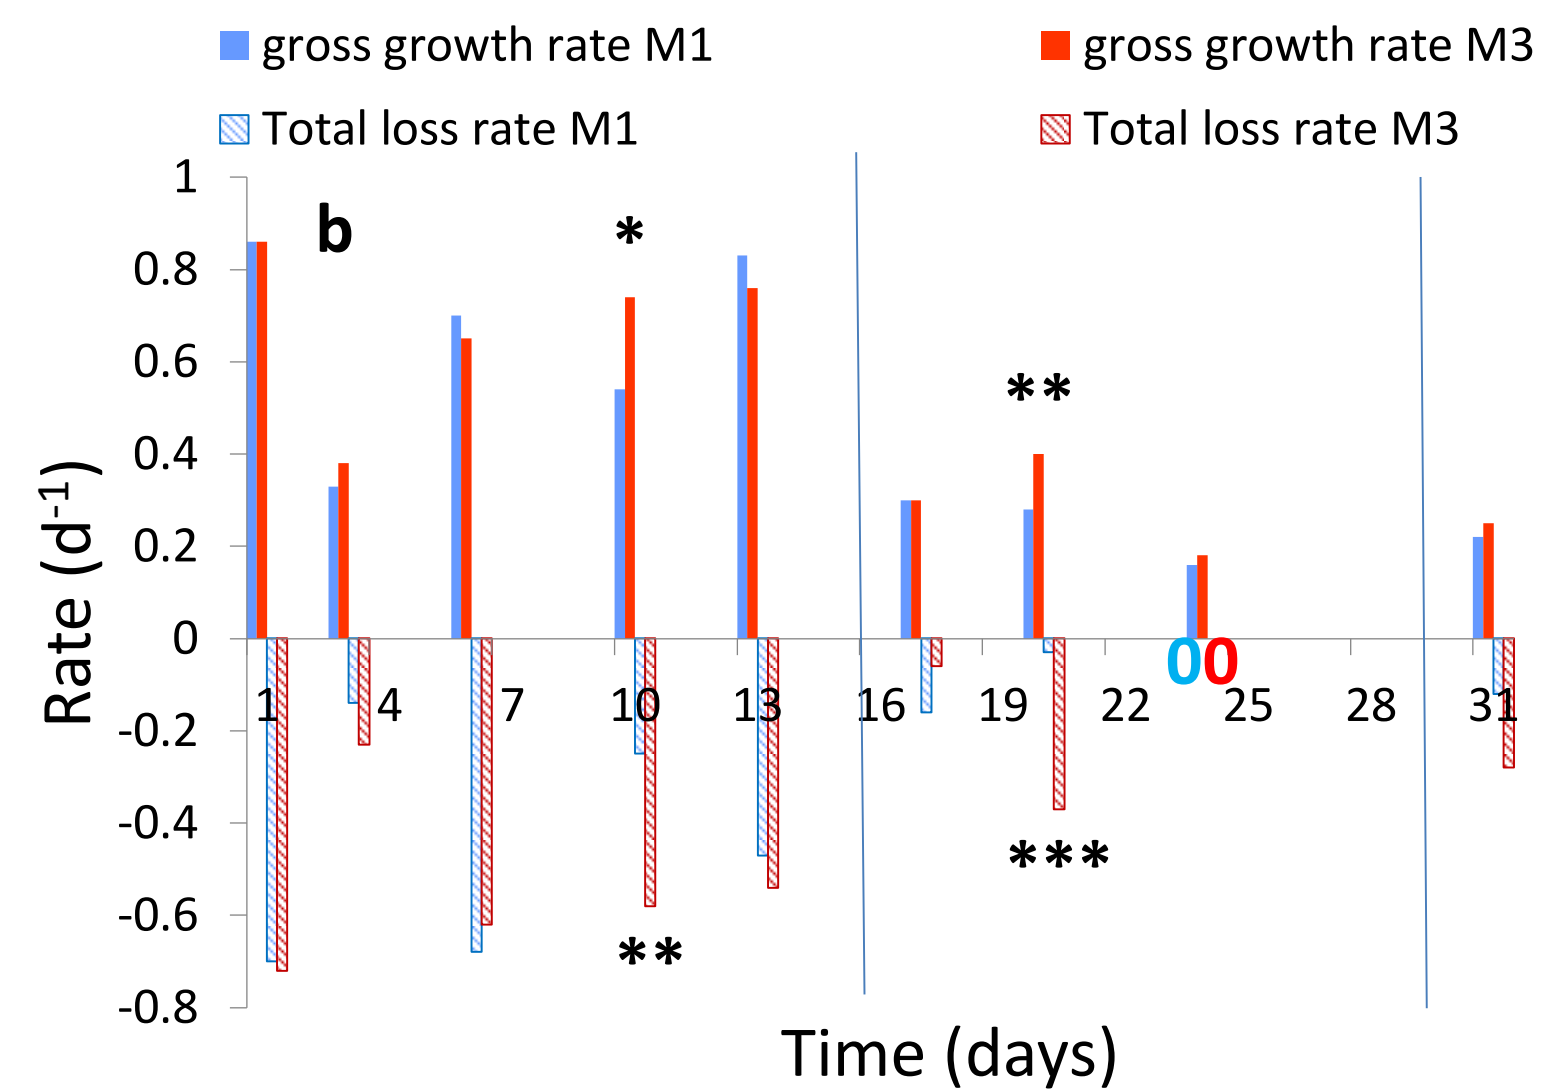 gross growth rate M1 gross growth rate M3
Total loss rate M1 Total loss rate M3
1
b
*
0.8
0.6
**
0.4
0.2
0
00
1 4 7 10 13 16 19 22 25 28 31
-0.2
-0.4
***
-0.6
**
-0.8
Rate (d-1)
Time (days)